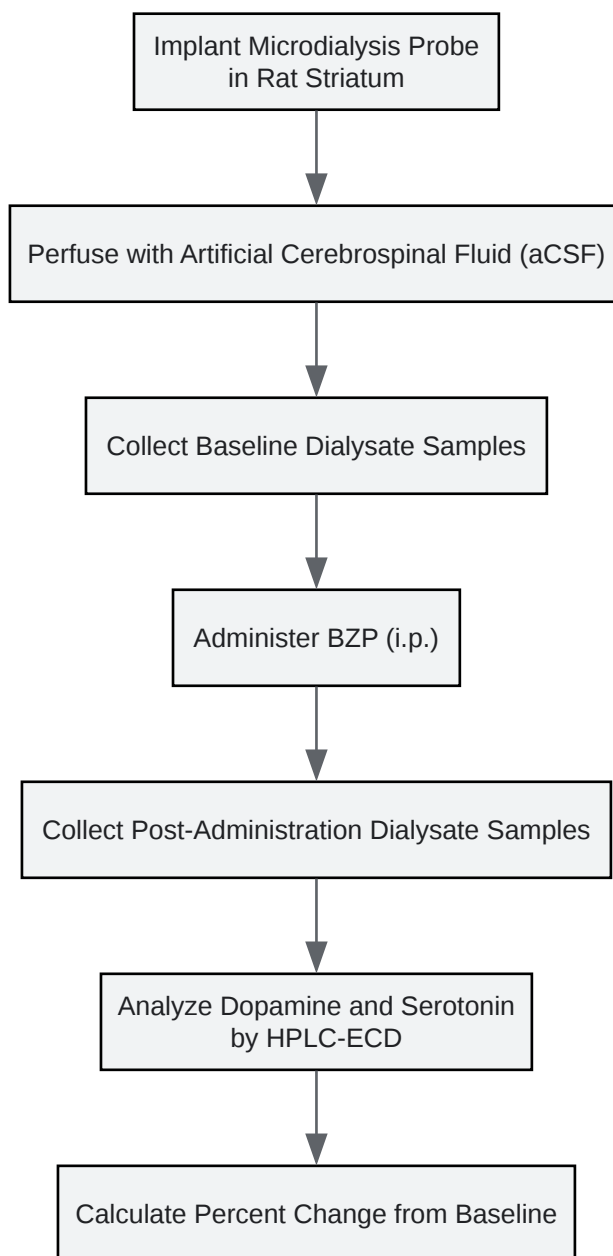 Implant Microdialysis Probe
in Rat Striatum
Perfuse with Artificial Cerebrospinal Fluid (aCSF)
Collect Baseline Dialysate Samples
Administer BZP (i.p.)
Collect Post-Administration Dialysate Samples
Analyze Dopamine and Serotonin
by HPLC-ECD
Calculate Percent Change from Baseline